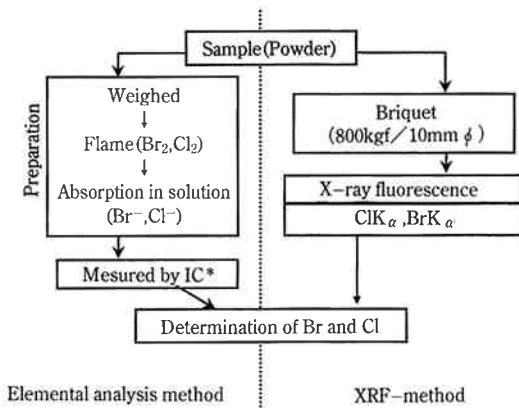 Sample(Powder)
Preparation
Weighed
Flame(Br₂,Cl₂)
Absorption in solution
(Br⁻,Cl⁻)
Mesured by IC*
Briquet
(800kgf/10mm ϕ)
X-ray fluorescence
ClKα,BrKα
Determination of Br and Cl
Elemental analysis method
XRF-method